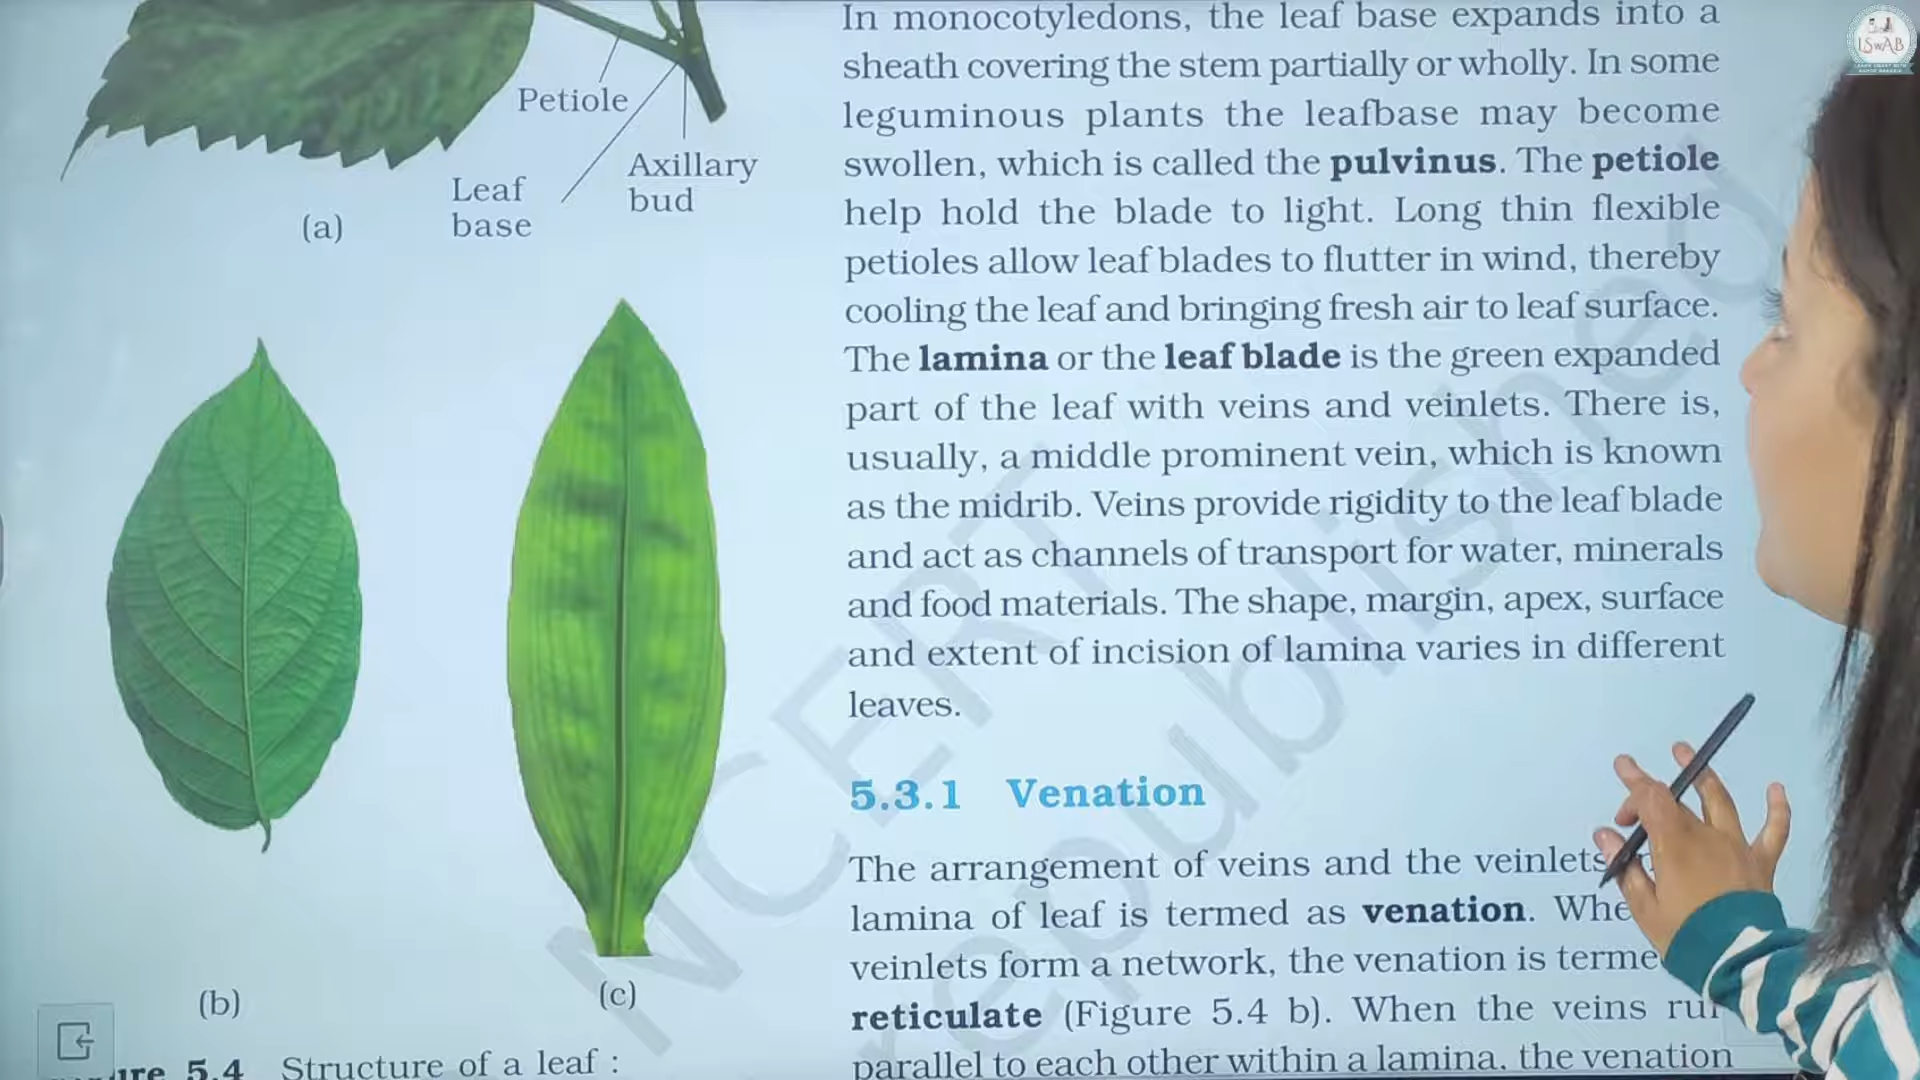 Petiole
Axillary
bud
Leaf
base
(a)
(b)
(c)
5.4 Structure of a leaf :
In monocotyledons, the leaf base expands into a
sheath covering the stem partially or wholly. In some
leguminous plants the leafbase may become
swollen, which is called the pulvinus. The petiole
help hold the blade to light. Long thin flexible
petioles allow leaf blades to flutter in wind, thereby
cooling the leaf and bringing fresh air to leaf surface.
The lamina or the leaf blade is the green expanded
part of the leaf with veins and veinlets. There is,
usually, a middle prominent vein, which is known
as the midrib. Veins provide rigidity to the leaf blade
and act as channels of transport for water, minerals
and food materials. The shape, margin, apex, surface
and extent of incision of lamina varies in different
leaves.
5.3.1 Venation
The arrangement of veins and the veinlets
lamina of leaf is termed as venation.
veinlets form a network, the venation is
reticulate (Figure 5.4 b). When the veins
parallel to each other within a lamina, the venation
NCERT
republished
LSwAB